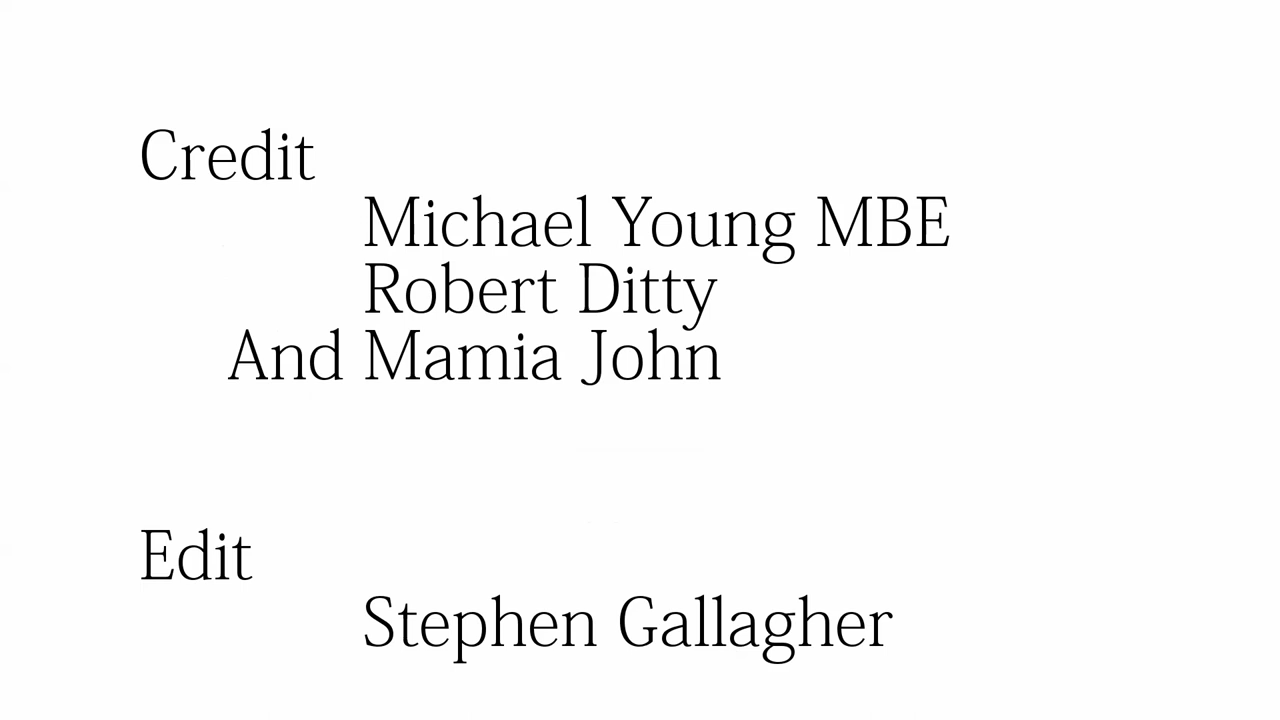 Credit
Michael Young MBE
Robert Ditty
And Mamia John
Edit
Stephen Gallagher